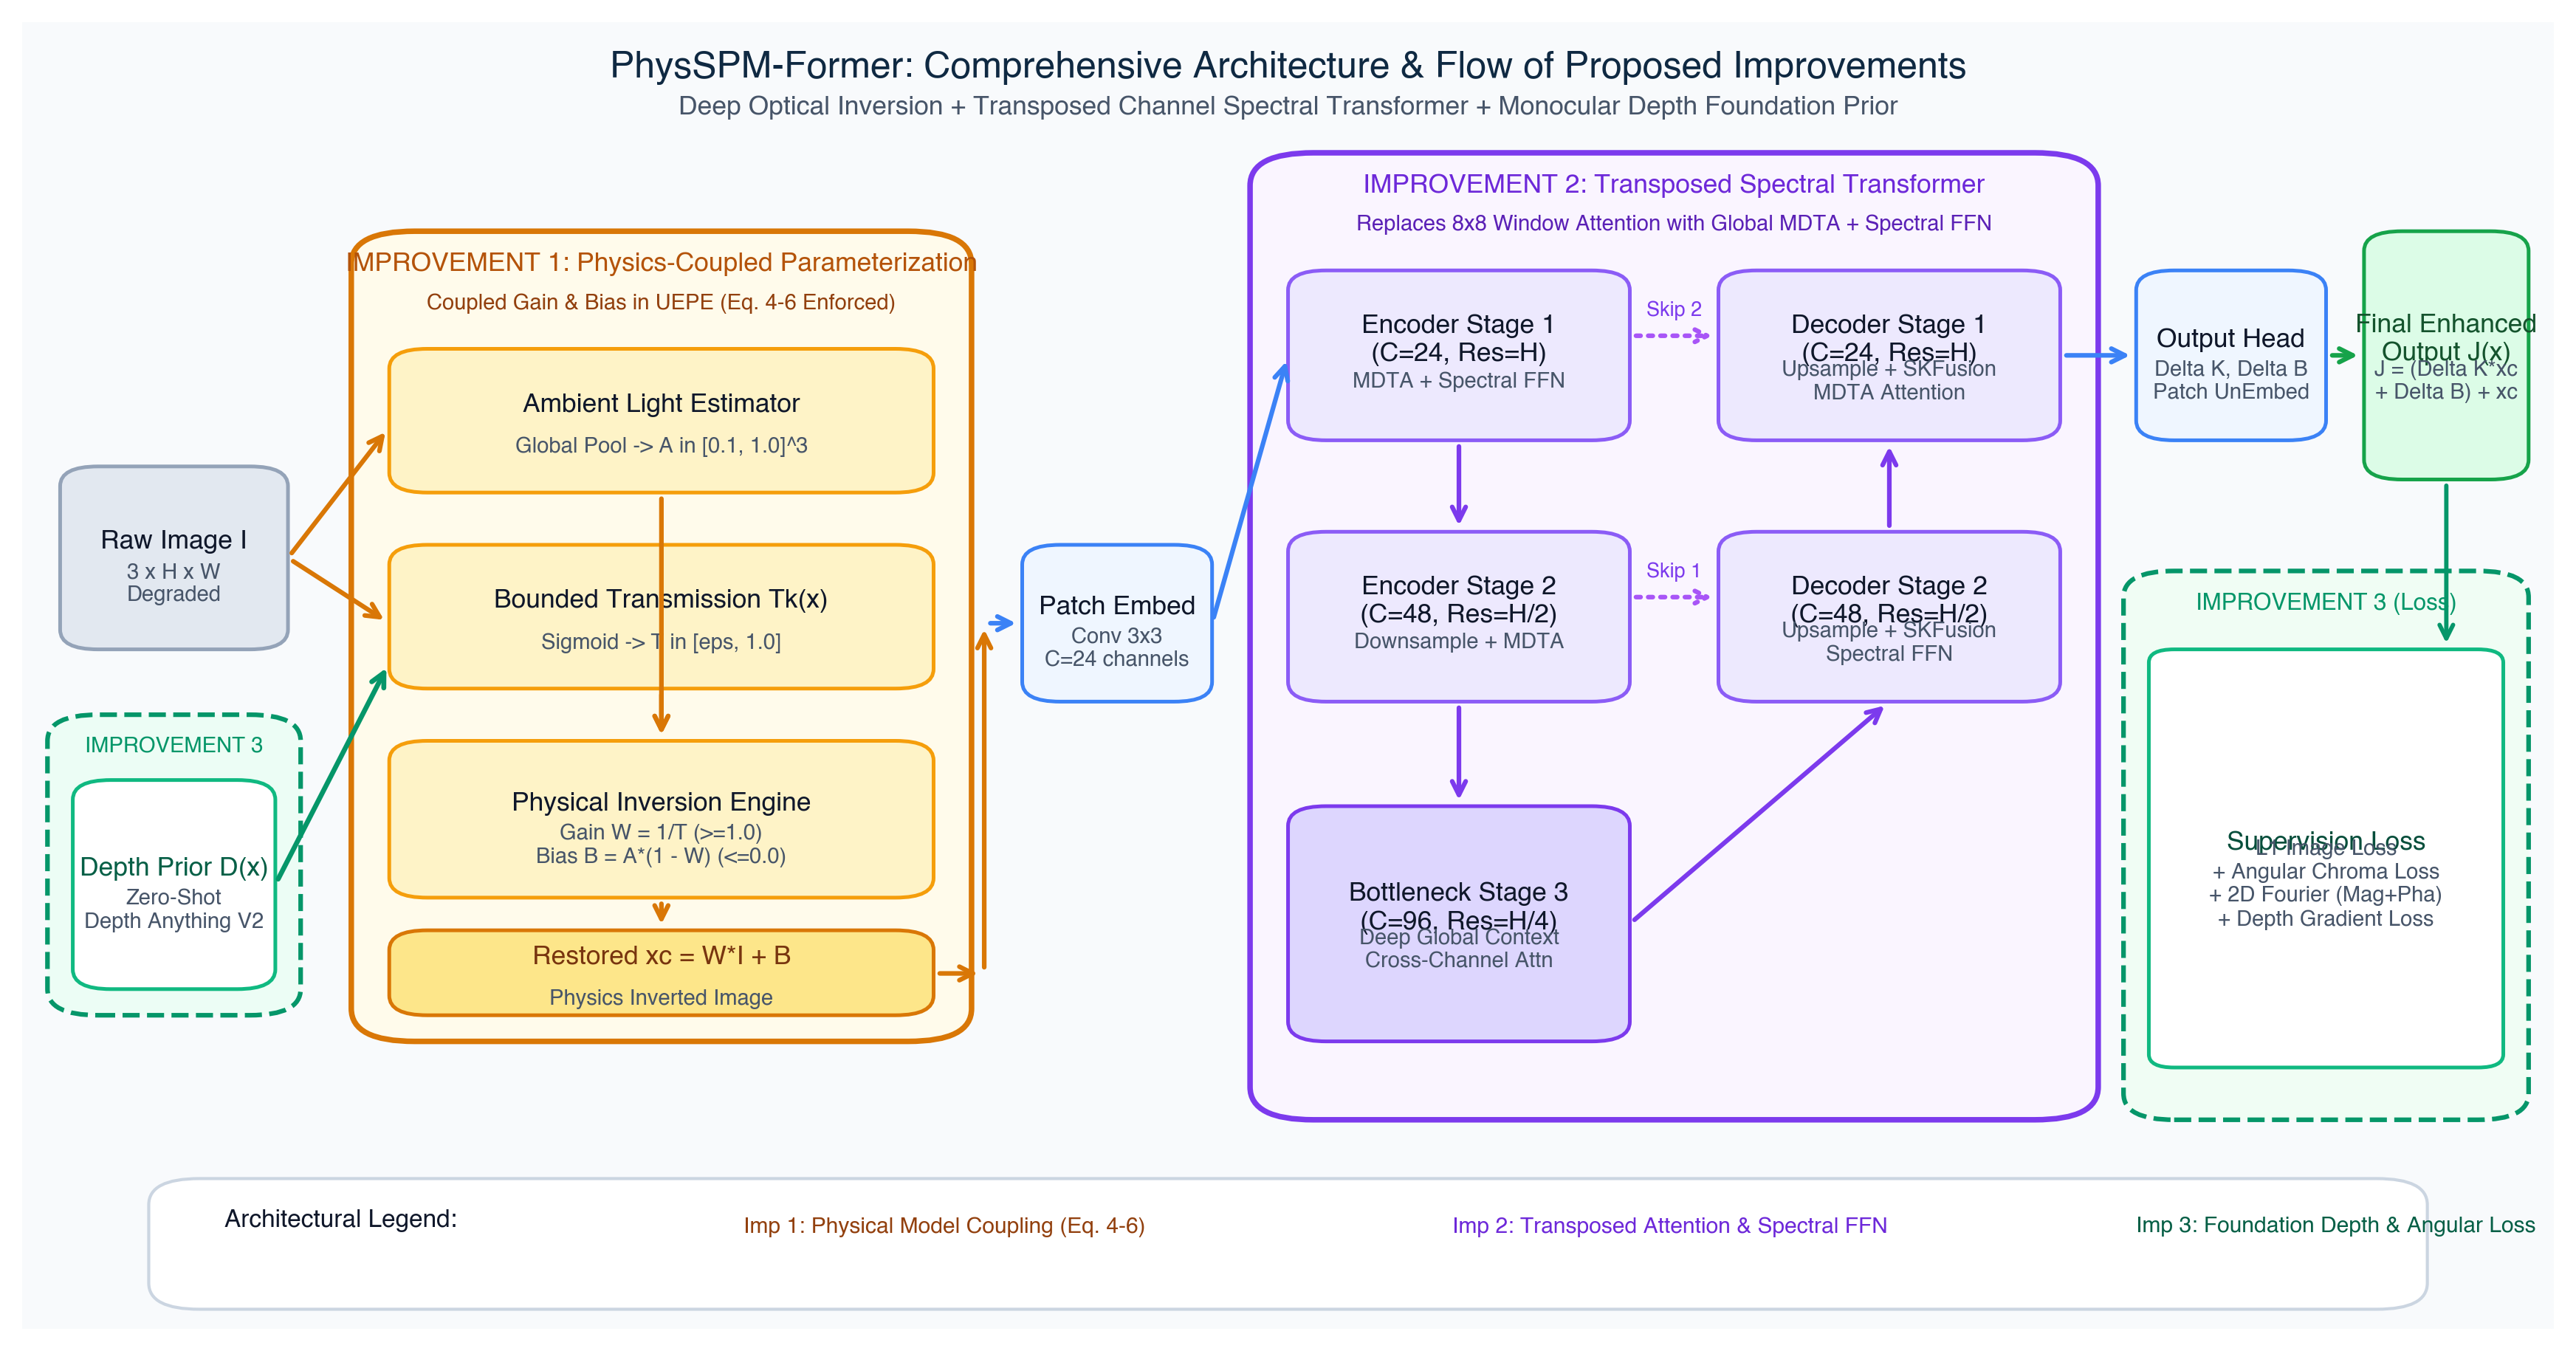 PhysSPM-Former: Comprehensive Architecture & Flow of Proposed Improvements
Deep Optical Inversion + Transposed Channel Spectral Transformer + Monocular Depth Foundation Prior
Raw Image I
3 x H x W
Degraded
IMPROVEMENT 3
Depth Prior D(x)
Zero-Shot
Depth Anything V2
IMPROVEMENT 1: Physics-Coupled Parameterization
Coupled Gain & Bias in UEPE (Eq. 4-6 Enforced)
Ambient Light Estimator
Global Pool -> A in [0.1, 1.0]^3
Bounded Transmission Tk(x)
Sigmoid -> T in [eps, 1.0]
Physical Inversion Engine
Gain W = 1/T (>=1.0)
Bias B = A*(1 - W) (<=0.0)
Restored xc = W*I + B
Physics Inverted Image
Patch Embed
Conv 3x3
C=24 channels
IMPROVEMENT 2: Transposed Spectral Transformer
Replaces 8x8 Window Attention with Global MDTA + Spectral FFN
Encoder Stage 1
(C=24, Res=H)
MDTA + Spectral FFN
Skip 2
Decoder Stage 1
(C=24, Res=H)
Upsample + SKFusion
MDTA Attention
Encoder Stage 2
(C=48, Res=H/2)
Downsample + MDTA
Skip 1
Decoder Stage 2
(C=48, Res=H/2)
Upsample + SKFusion
Spectral FFN
Bottleneck Stage 3
(C=96, Res=H/4)
Deep Global Context
Cross-Channel Attn
Output Head
Delta K, Delta B
Patch UnEmbed
Final Enhanced
Output J(x)
J = (Delta K*xc
+ Delta B) + xc
IMPROVEMENT 3 (Loss)
Supervision Loss
L1 Image Loss
+ Angular Chroma Loss
+ 2D Fourier (Mag+Pha)
+ Depth Gradient Loss
Architectural Legend:
Imp 1: Physical Model Coupling (Eq. 4-6)
Imp 2: Transposed Attention & Spectral FFN
Imp 3: Foundation Depth & Angular Loss